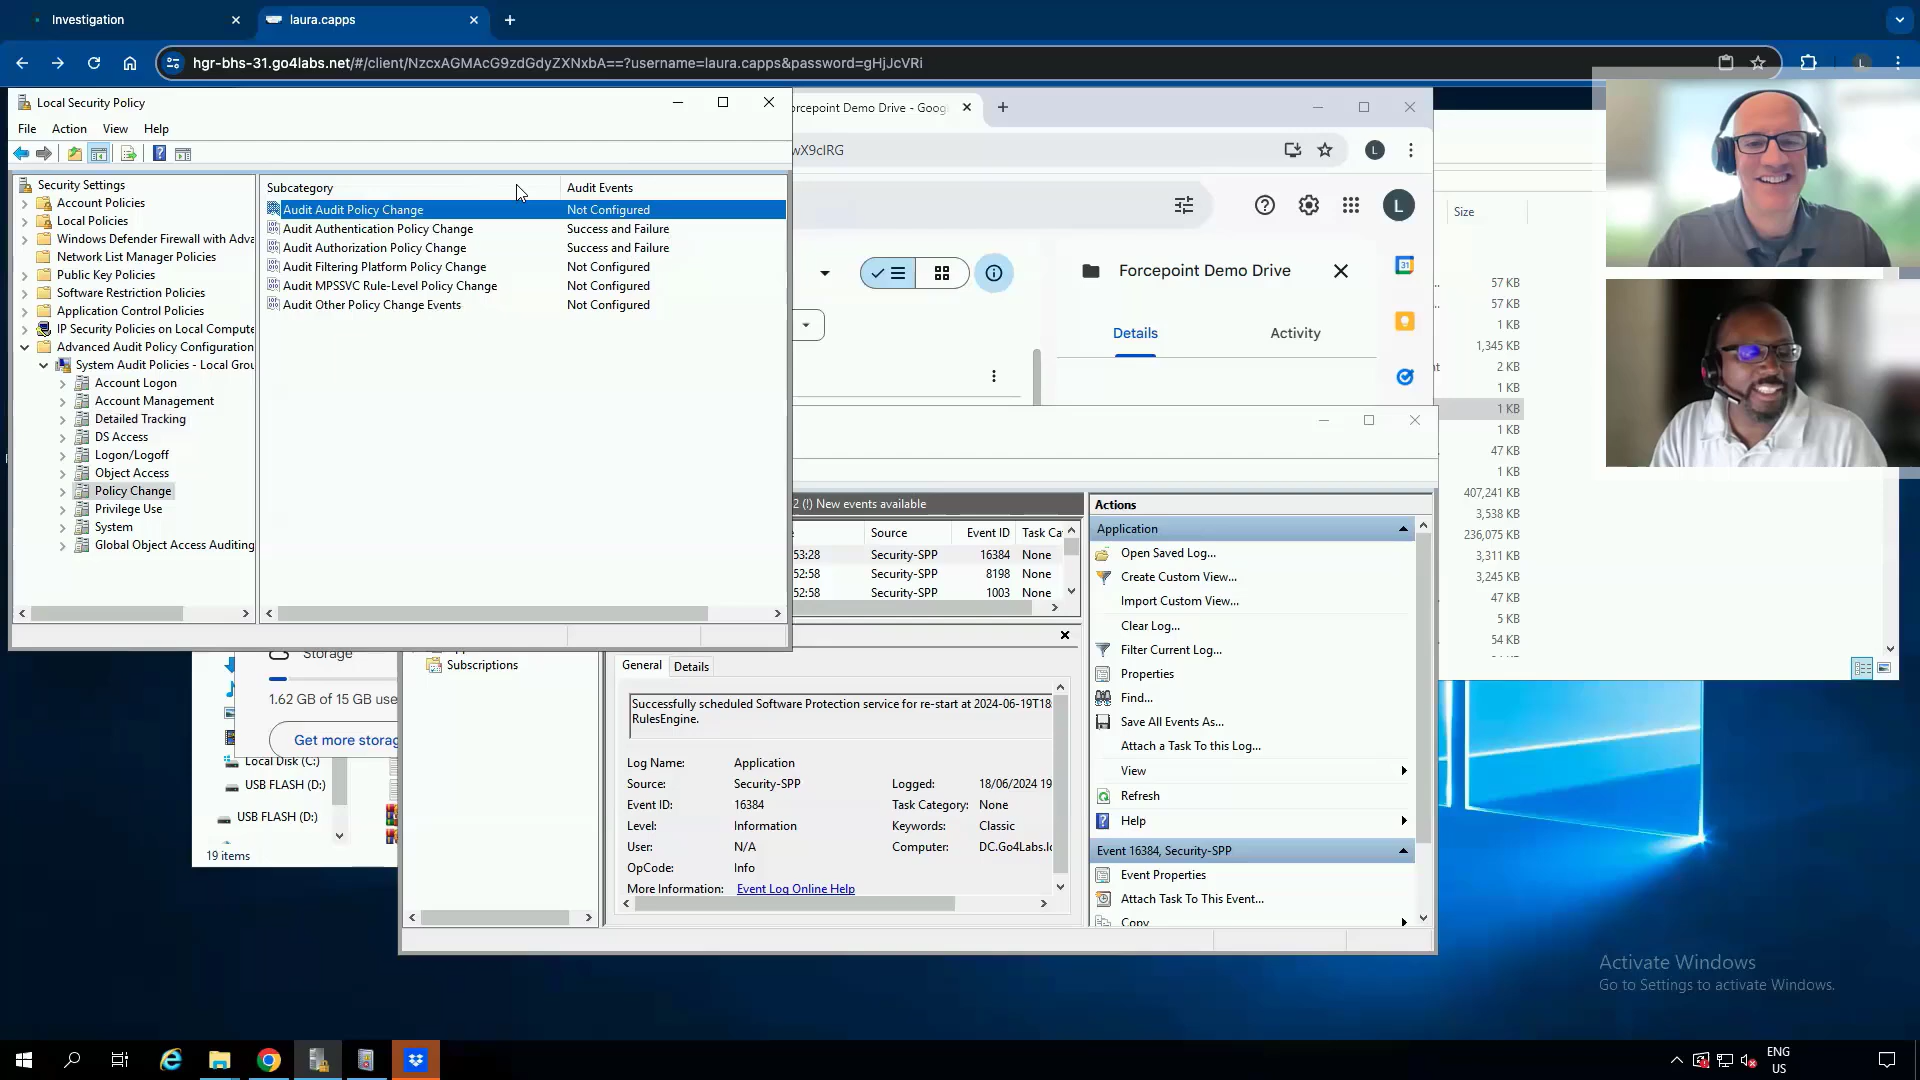 Investigation
laura.capps
hgr-bhs-31.go4labs.net/#/client/NzcxAGMAcG9zdGdyZXNxbA==?username=laura.capps&password=gHjJcVRi
L
Local Security Policy
File Action View Help
Security Settings
Account Policies
Local Policies
Windows Defender Firewall with Adva
Network List Manager Policies
Public Key Policies
Software Restriction Policies
Application Control Policies
IP Security Policies on Local Compute
Advanced Audit Policy Configuration
System Audit Policies - Local Grou
Account Logon
Account Management
Detailed Tracking
DS Access
Logon/Logoff
Object Access
Policy Change
Privilege Use
System
Global Object Access Auditing
Subcategory Audit Events
Audit Audit Policy Change Not Configured
Audit Authentication Policy Change Success and Failure
Audit Authorization Policy Change Success and Failure
Audit Filtering Platform Policy Change Not Configured
Audit MPSSVC Rule-Level Policy Change Not Configured
Audit Other Policy Change Events Not Configured
orcepoint Demo Drive - Goog
wX9cIRG
L
L
Forcepoint Demo Drive
Details Activity
31
Size
57 KB
57 KB
1 KB
1,345 KB
2 KB
1 KB
1 KB
1 KB
47 KB
1 KB
407,241 KB
3,538 KB
236,075 KB
3,311 KB
3,245 KB
47 KB
5 KB
54 KB
2 (!) New events available
Source Event ID Task Ca
53:28 Security-SPP 16384 None
52:58 Security-SPP 8198 None
52:58 Security-SPP 1003 None
Actions
Application
Open Saved Log...
Create Custom View...
Import Custom View...
Clear Log...
Filter Current Log...
Properties
Find...
Save All Events As...
Attach a Task To this Log...
View
Refresh
Help
Event 16384, Security-SPP
Event Properties
Attach Task To This Event...
Copy
Subscriptions
General Details
Successfully scheduled Software Protection service for re-start at 2024-06-19T18
RulesEngine.
Log Name: Application
Source: Security-SPP Logged: 18/06/2024 19
Event ID: 16384 Task Category: None
Level: Information Keywords: Classic
User: N/A Computer: DC.Go4Labs.lo
OpCode: Info
More Information: Event Log Online Help
Storage
1.62 GB of 15 GB use
Get more storag
Local Disk (C:)
USB FLASH (D:)
USB FLASH (D:)
19 items
Activate Windows
Go to Settings to activate Windows.
ENG
US